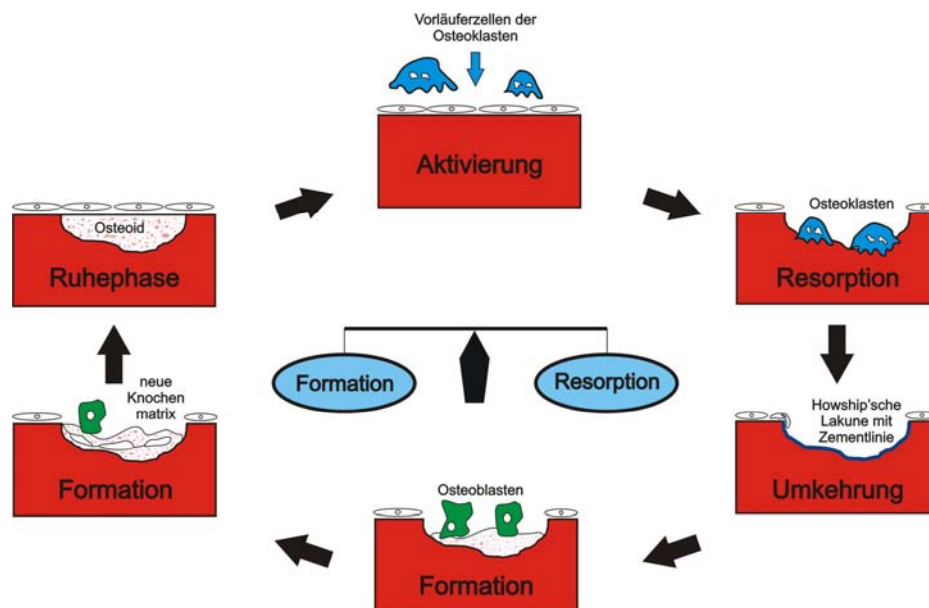 Vorläuferzellen der
Osteoklasten
Aktivierung
Osteoklasten
Resorption
Howship'sche
Lakune mit
Zementlinie
Umkehrung
Osteoblasten
Formation
neue
Knochen
matrix
Formation
Osteoid
Ruhephase
Formation
Resorption